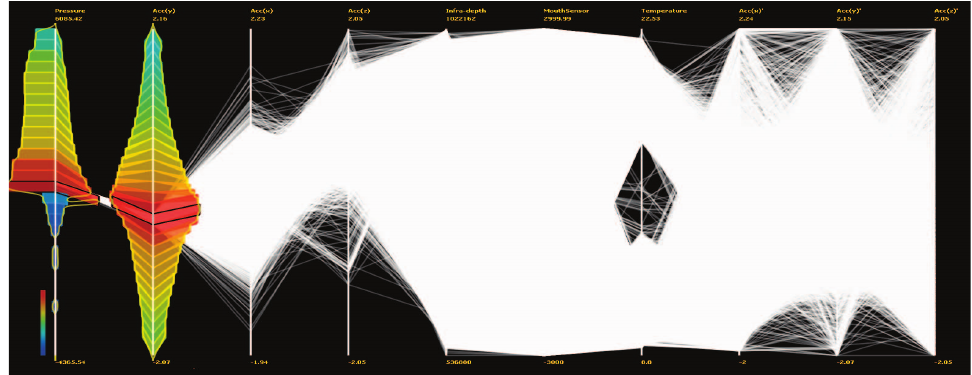 Pressure Acc(y) Acc(x) Acc(z) Infra-depth MouthSensor Temperature Acc(x)' Acc(y)' Acc(z)'
6085.42 2.16 2.23 2.05 1022162 2999.99 22.53 2.24 2.15 2.05
-4365.54 -2.07 -1.94 -2.05 536000 -3000 0.0 -2 -2.07 -2.05